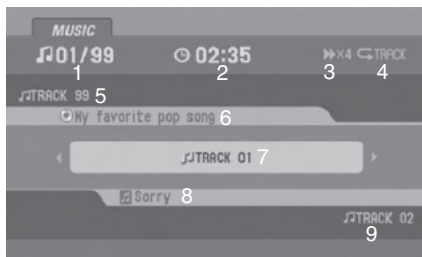 MUSIC
01/99 02:35 ×4 TRACK
1 2 3 4
TRACK 99 5
My favorite pop song 6
TRACK 01 7
Sorry 8
TRACK 02
9